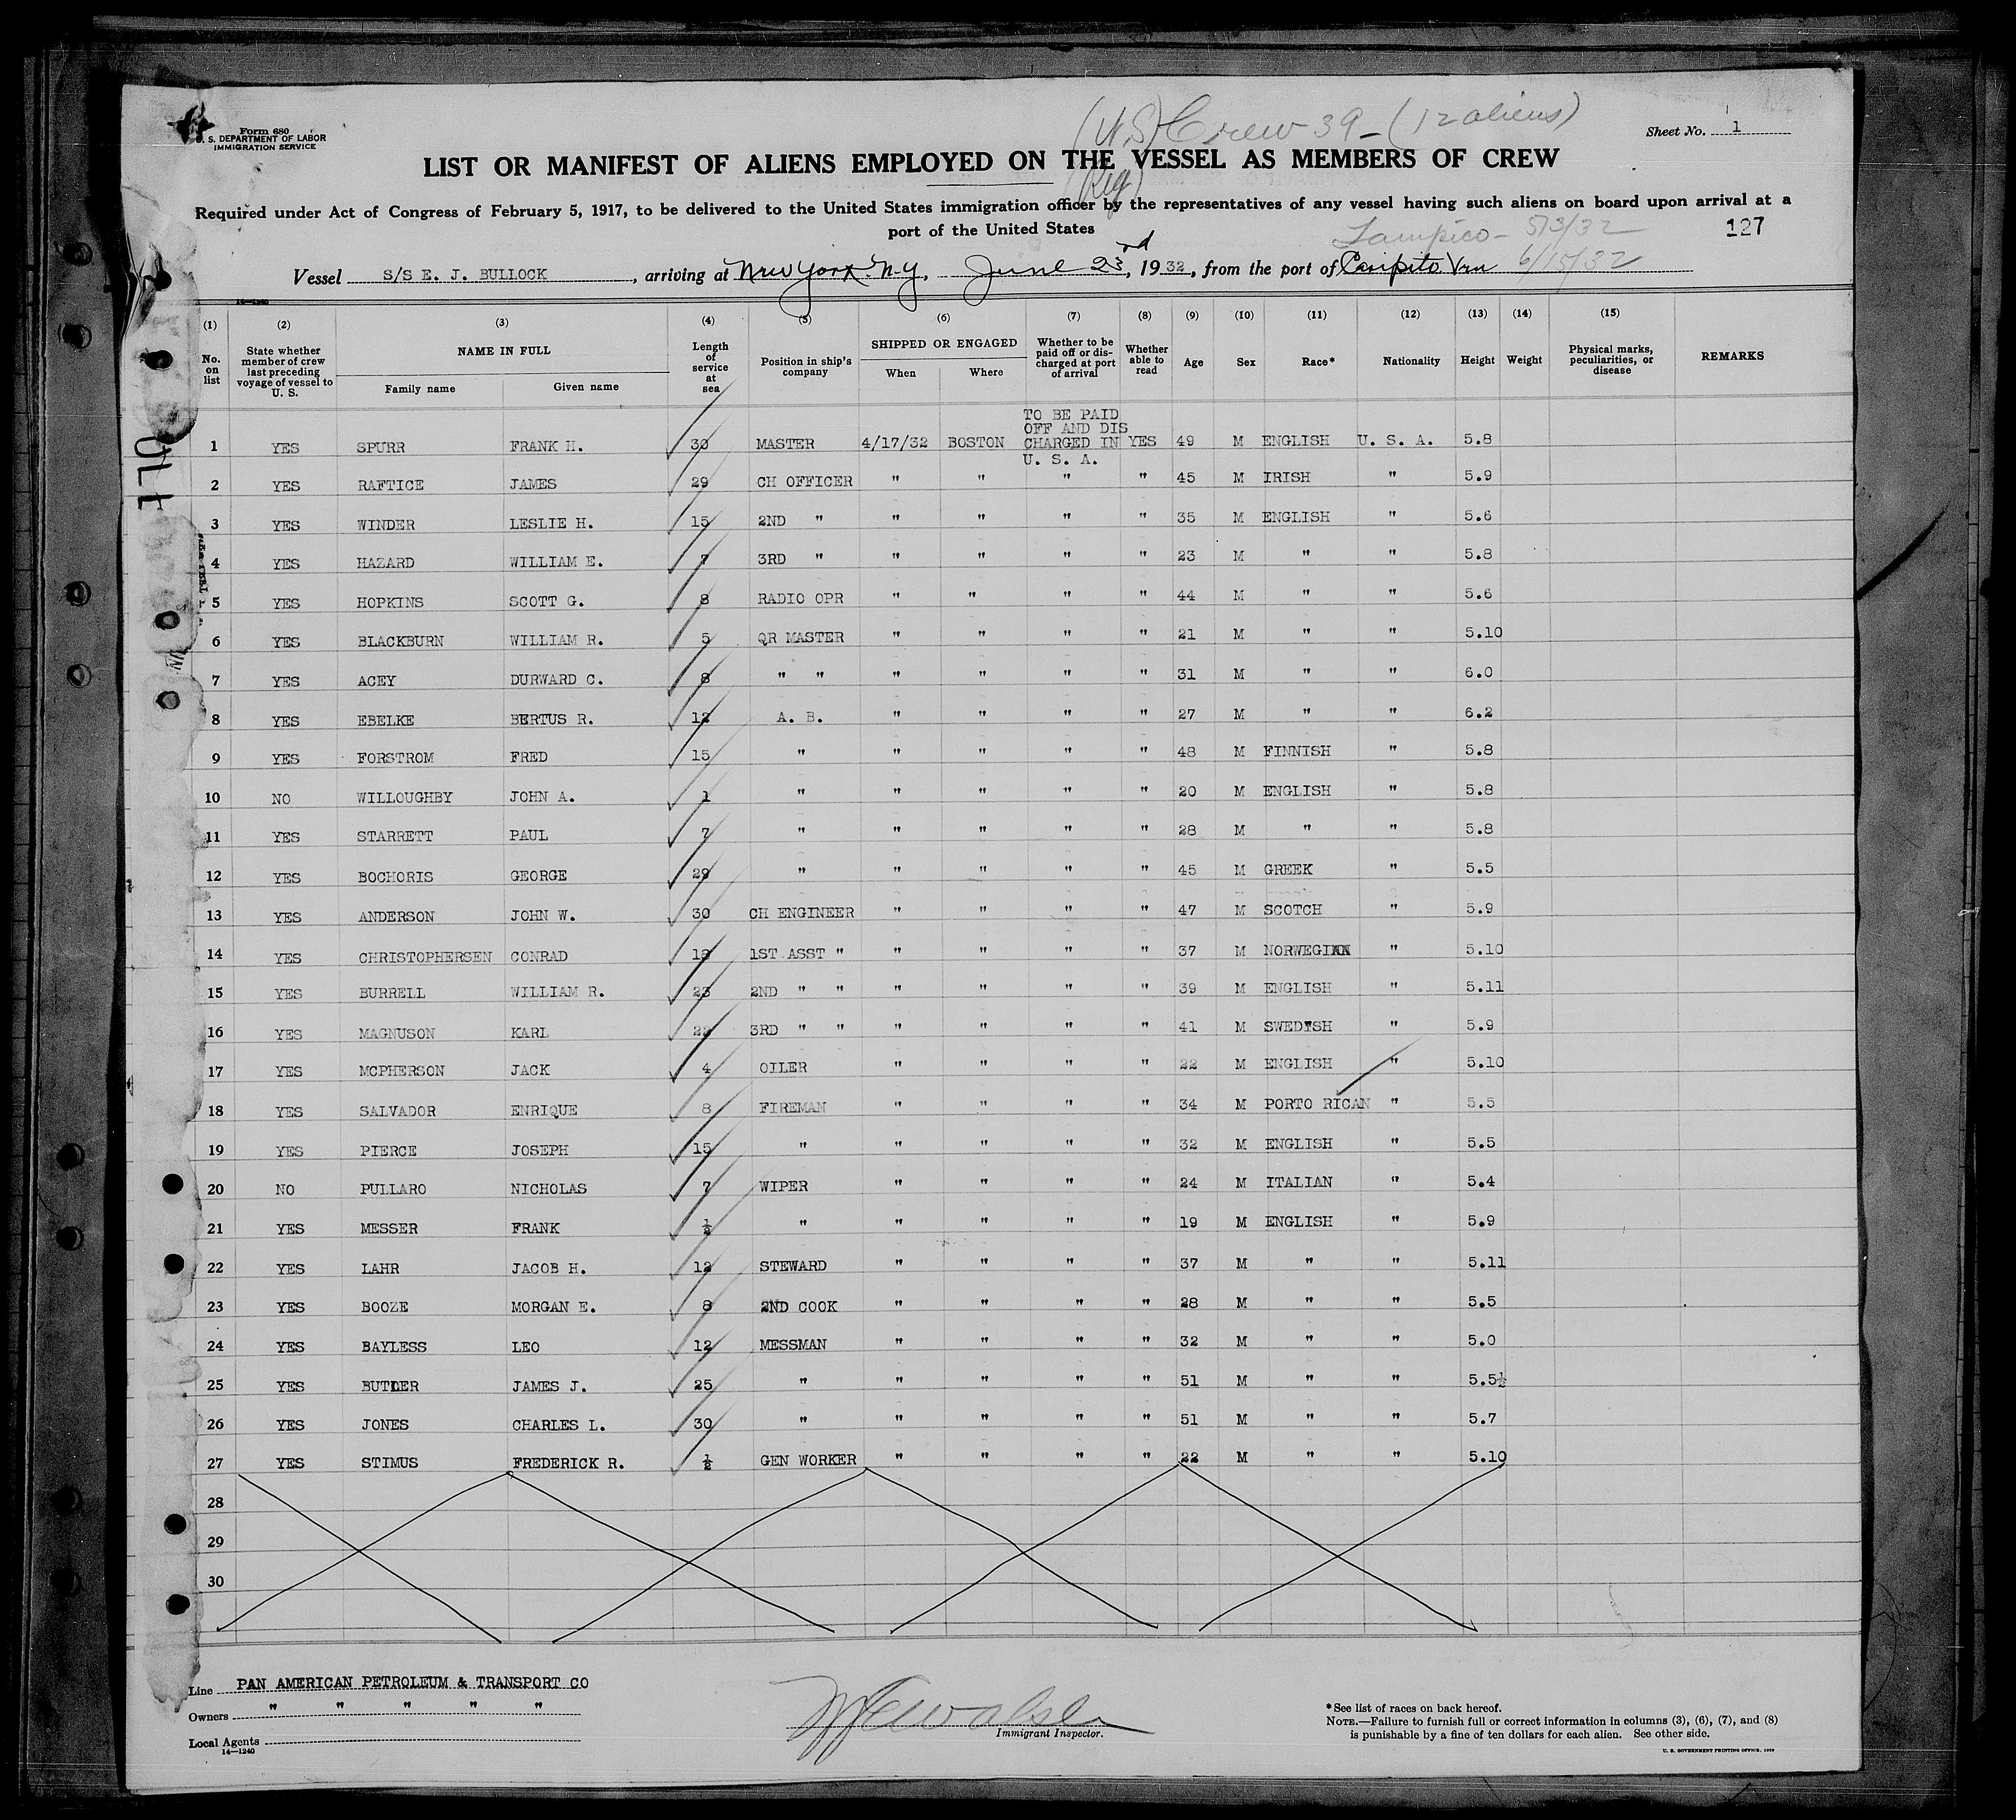 Form 680
U. S. DEPARTMENT OF LABOR
IMMIGRATION SERVICE
(U.S) Crew 39 - (12 aliens)
Sheet No. 1
LIST OR MANIFEST OF ALIENS EMPLOYED ON THE VESSEL AS MEMBERS OF CREW
Required under Act of Congress of February 5, 1917, to be delivered to the United States immigration officer by the representatives of any vessel having such aliens on board upon arrival at a
port of the United States
Tampico - 5/3/32
127
Vessel S/S E. J. BULLOCK, arriving at New York. N.Y., June 23rd, 1932, from the port of Caripito Vzn 6/15/32
14-1240
(1) (2) (3) (4) (5) (6) (7) (8) (9) (10) (11) (12) (13) (14) (15)
No. on list State whether member of crew last preceding voyage of vessel to U. S. NAME IN FULL Family name Given name Length of service at sea Position in ship's company SHIPPED OR ENGAGED When Where Whether to be paid off or discharged at port of arrival Whether able to read Age Sex Race* Nationality Height Weight Physical marks, peculiarities, or disease REMARKS
1 YES SPURR FRANK H. 30 MASTER 4/17/32 BOSTON TO BE PAID OFF AND DIS CHARGED IN U. S. A. YES 49 M ENGLISH U. S. A. 5.8
2 YES RAFTICE JAMES 29 CH OFFICER " " " " 45 M IRISH " 5.9
3 YES WINDER LESLIE H. 15 2ND " " " " " 35 M ENGLISH " 5.6
4 YES HAZARD WILLIAM E. 7 3RD " " " " " 23 M " " 5.8
5 YES HOPKINS SCOTT G. 8 RADIO OPR " " " " 44 M " " 5.6
6 YES BLACKBURN WILLIAM R. 5 QR MASTER " " " " 21 M " " 5.10
7 YES ACEY DURWARD C. 8 " " " " " " 31 M " " 6.0
8 YES EBELKE BERTUS R. 12 A. B. " " " " 27 M " " 6.2
9 YES FORSTROM FRED 15 " " " " " 48 M FINNISH " 5.8
10 NO WILLOUGHBY JOHN A. 1 " " " " " 20 M ENGLISH " 5.8
11 YES STARRETT PAUL 7 " " " " " 28 M " " 5.8
12 YES BOCHORIS GEORGE 29 " " " " " 45 M GREEK " 5.5
13 YES ANDERSON JOHN W. 30 CH ENGINEER " " " " 47 M SCOTCH " 5.9
14 YES CHRISTOPHERSEN CONRAD 18 1ST ASST " " " " " 37 M NORWEGIAN " 5.10
15 YES BURRELL WILLIAM R. 23 2ND " " " " " " 39 M ENGLISH " 5.11
16 YES MAGNUSON KARL 3RD " " " " " " 41 M SWEDISH " 5.9
17 YES MCPHERSON JACK 4 OILER " " " " 22 M ENGLISH " 5.10
18 YES SALVADOR ENRIQUE 8 FIREMAN " " " " 34 M PORTO RICAN " 5.5
19 YES PIERCE JOSEPH 15 " " " " " 32 M ENGLISH " 5.5
20 NO PULLARO NICHOLAS 7 WIPER " " " " 24 M ITALIAN " 5.4
21 YES MESSER FRANK ½ " " " " " 19 M ENGLISH " 5.9
22 YES LAHR JACOB H. 12 STEWARD " " " " 37 M " " 5.11
23 YES BOOZE MORGAN E. 8 2ND COOK " " " " 28 M " " 5.5
24 YES BAYLESS LEO 12 MESSMAN " " " " 32 M " " 5.0
25 YES BUTLER JAMES J. 25 " " " " " 51 M " " 5.5½
26 YES JONES CHARLES L. 30 " " " " " 51 M " " 5.7
27 YES STIMUS FREDERICK R. ½ GEN WORKER " " " " 22 M " " 5.10
28
29
30
Line PAN AMERICAN PETROLEUM & TRANSPORT CO
Owners " " " " "
Local Agents
14-1240
Immigrant Inspector.
*See list of races on back hereof.
NOTE.—Failure to furnish full or correct information in columns (3), (6), (7), and (8)
is punishable by a fine of ten dollars for each alien. See other side.
U. S. GOVERNMENT PRINTING OFFICE: 1929